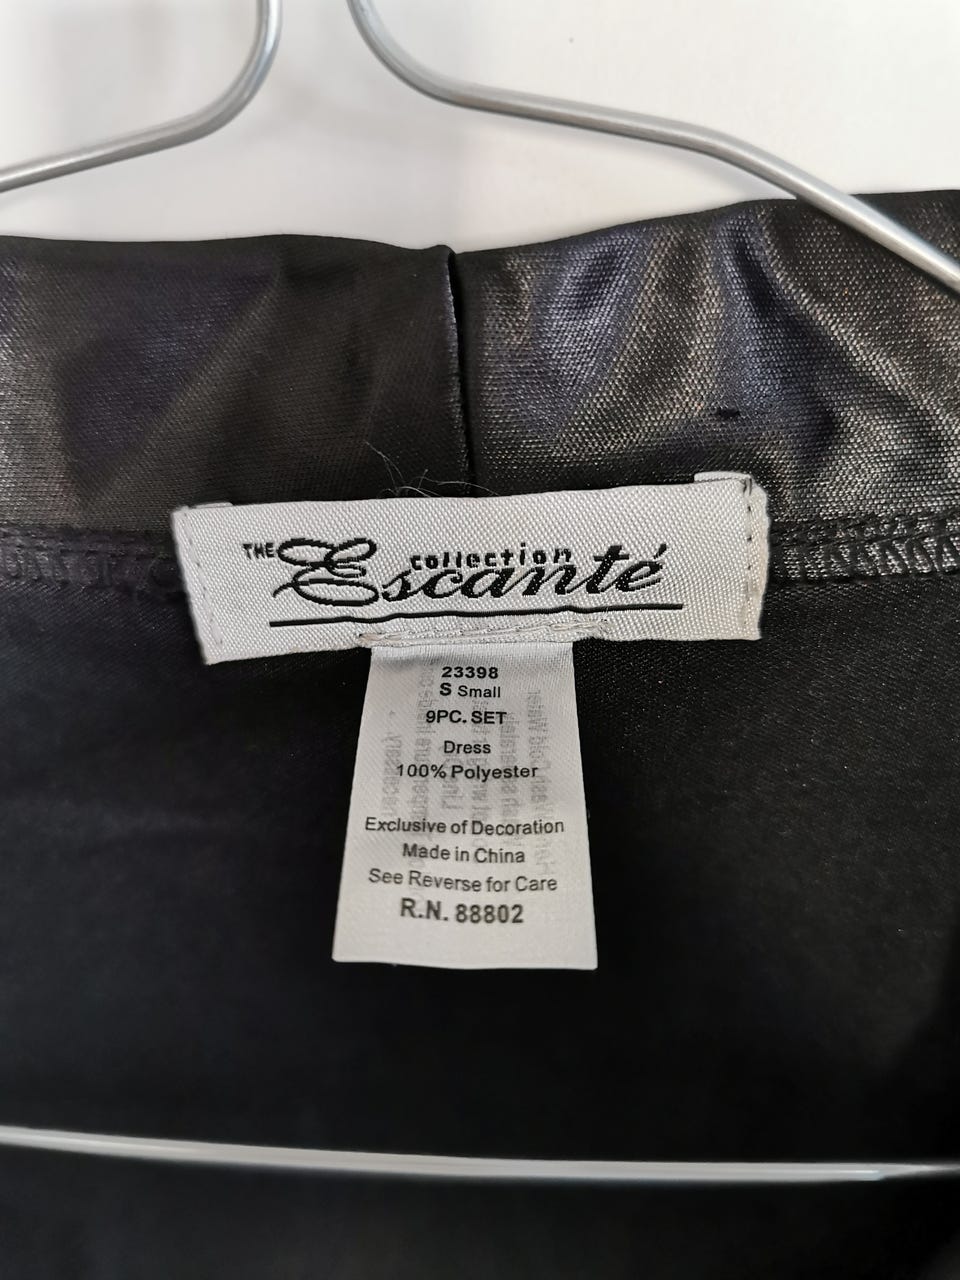 THE Escanté collection
23398
S Small
9PC. SET
Dress
100% Polyester
Exclusive of Decoration
Made in China
See Reverse for Care
R.N. 88802